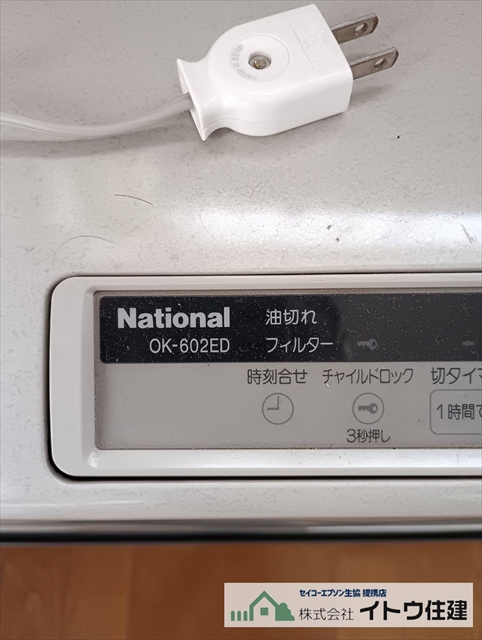 National 油切れ
OK-602ED フィルター
時刻合せ チャイルドロック 切タイマ
3秒押し
1時間で
セイコーエプソン生協 提携店
株式会社 イトウ住建